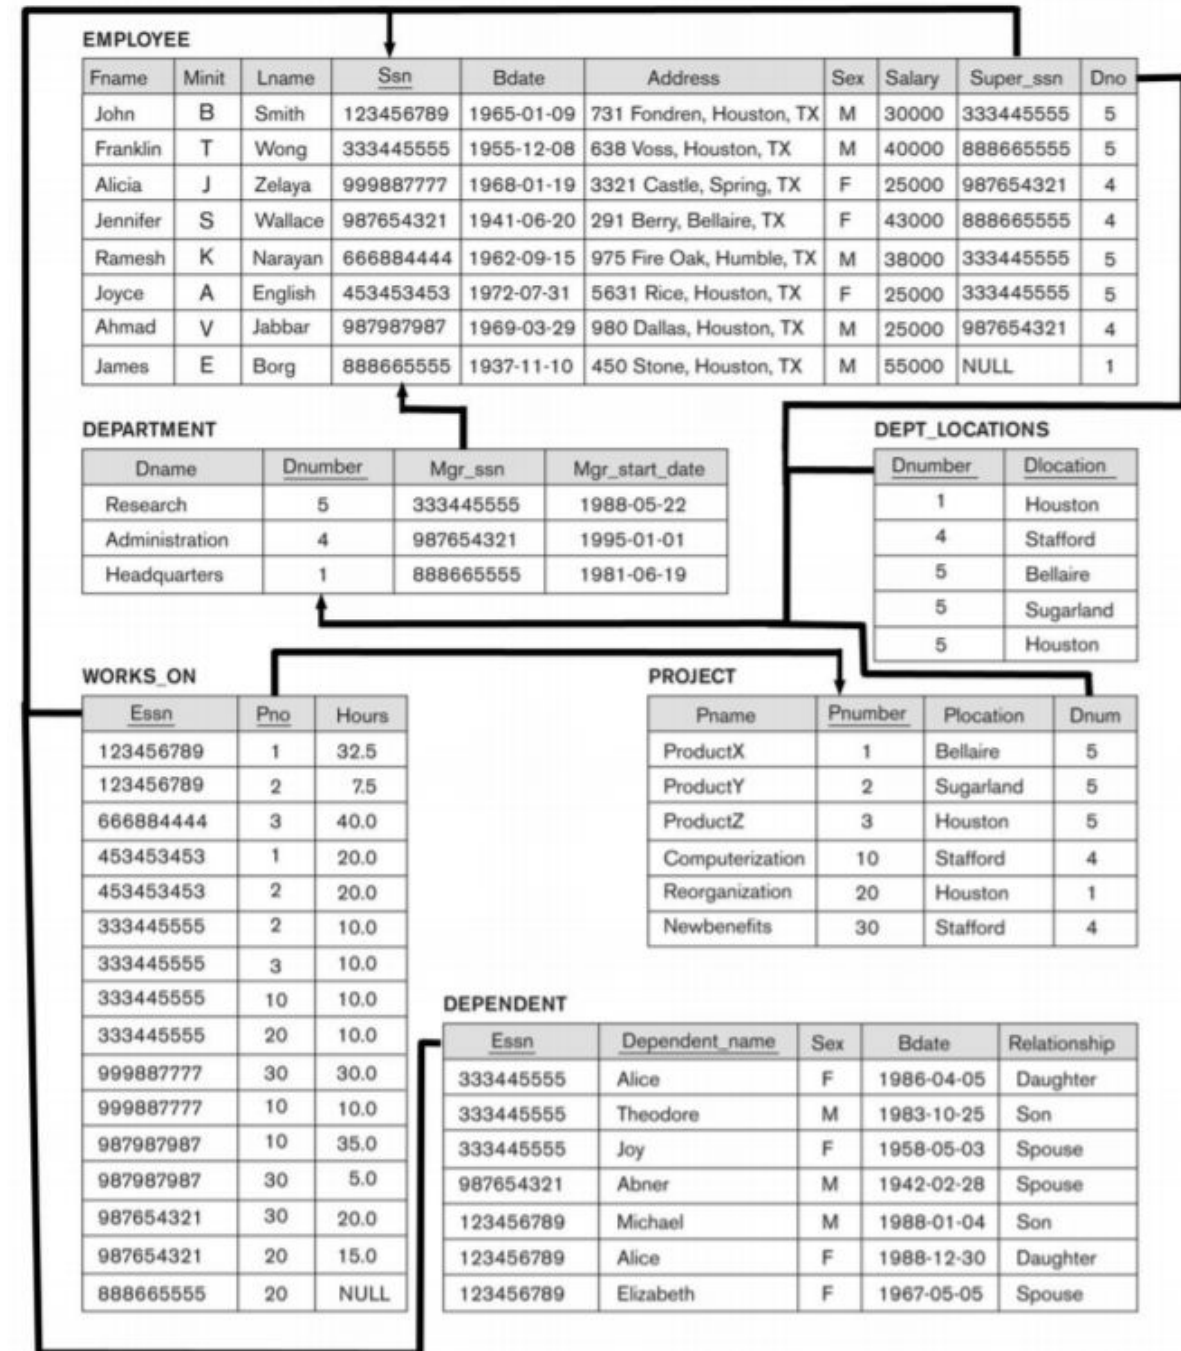 EMPLOYEE
Fname Minit Lname Ssn Bdate Address Sex Salary Super_ssn Dno
John B Smith 123456789 1965-01-09 731 Fondren, Houston, TX M 30000 333445555 5
Franklin T Wong 333445555 1955-12-08 638 Voss, Houston, TX M 40000 888665555 5
Alicia J Zelaya 999887777 1968-01-19 3321 Castle, Spring, TX F 25000 987654321 4
Jennifer S Wallace 987654321 1941-06-20 291 Berry, Bellaire, TX F 43000 888665555 4
Ramesh K Narayan 666884444 1962-09-15 975 Fire Oak, Humble, TX M 38000 333445555 5
Joyce A English 453453453 1972-07-31 5631 Rice, Houston, TX F 25000 333445555 5
Ahmad V Jabbar 987987987 1969-03-29 980 Dallas, Houston, TX M 25000 987654321 4
James E Borg 888665555 1937-11-10 450 Stone, Houston, TX M 55000 NULL 1
DEPARTMENT
Dname Dnumber Mgr_ssn Mgr_start_date
Research 5 333445555 1988-05-22
Administration 4 987654321 1995-01-01
Headquarters 1 888665555 1981-06-19
DEPT_LOCATIONS
Dnumber Dlocation
1 Houston
4 Stafford
5 Bellaire
5 Sugarland
5 Houston
WORKS_ON
Essn Pno Hours
123456789 1 32.5
123456789 2 7.5
666884444 3 40.0
453453453 1 20.0
453453453 2 20.0
333445555 2 10.0
333445555 3 10.0
333445555 10 10.0
333445555 20 10.0
999887777 30 30.0
999887777 10 10.0
987987987 10 35.0
987987987 30 5.0
987654321 30 20.0
987654321 20 15.0
888665555 20 NULL
PROJECT
Pname Pnumber Plocation Dnum
ProductX 1 Bellaire 5
ProductY 2 Sugarland 5
ProductZ 3 Houston 5
Computerization 10 Stafford 4
Reorganization 20 Houston 1
Newbenefits 30 Stafford 4
DEPENDENT
Essn Dependent_name Sex Bdate Relationship
333445555 Alice F 1986-04-05 Daughter
333445555 Theodore M 1983-10-25 Son
333445555 Joy F 1958-05-03 Spouse
987654321 Abner M 1942-02-28 Spouse
123456789 Michael M 1988-01-04 Son
123456789 Alice F 1988-12-30 Daughter
123456789 Elizabeth F 1967-05-05 Spouse